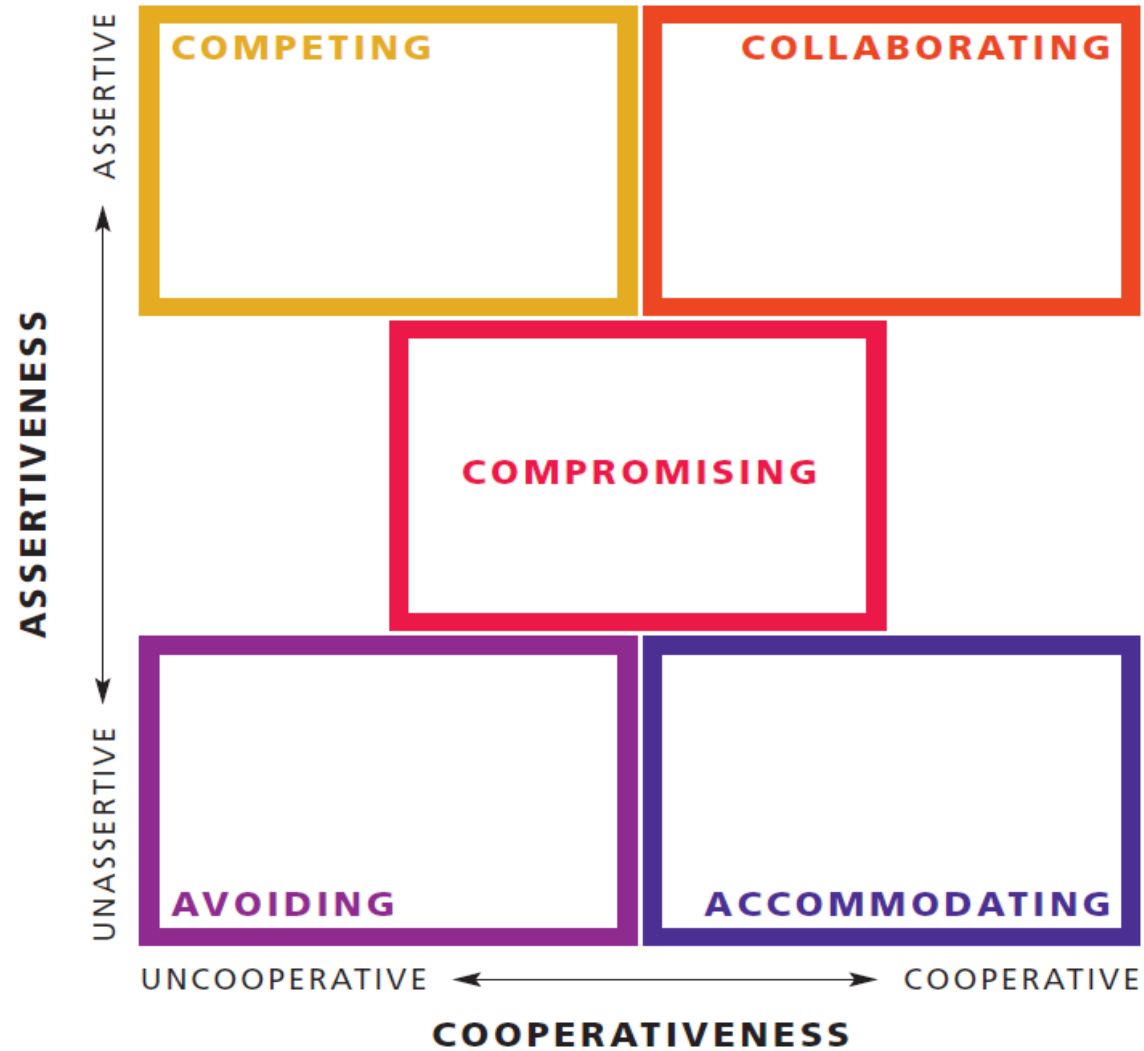 ASSERTIVENESS
ASSERTIVE
UNASSERTIVE
COMPETING
COLLABORATING
COMPROMISING
AVOIDING
ACCOMMODATING
UNCOOPERATIVE
COOPERATIVE
COOPERATIVENESS